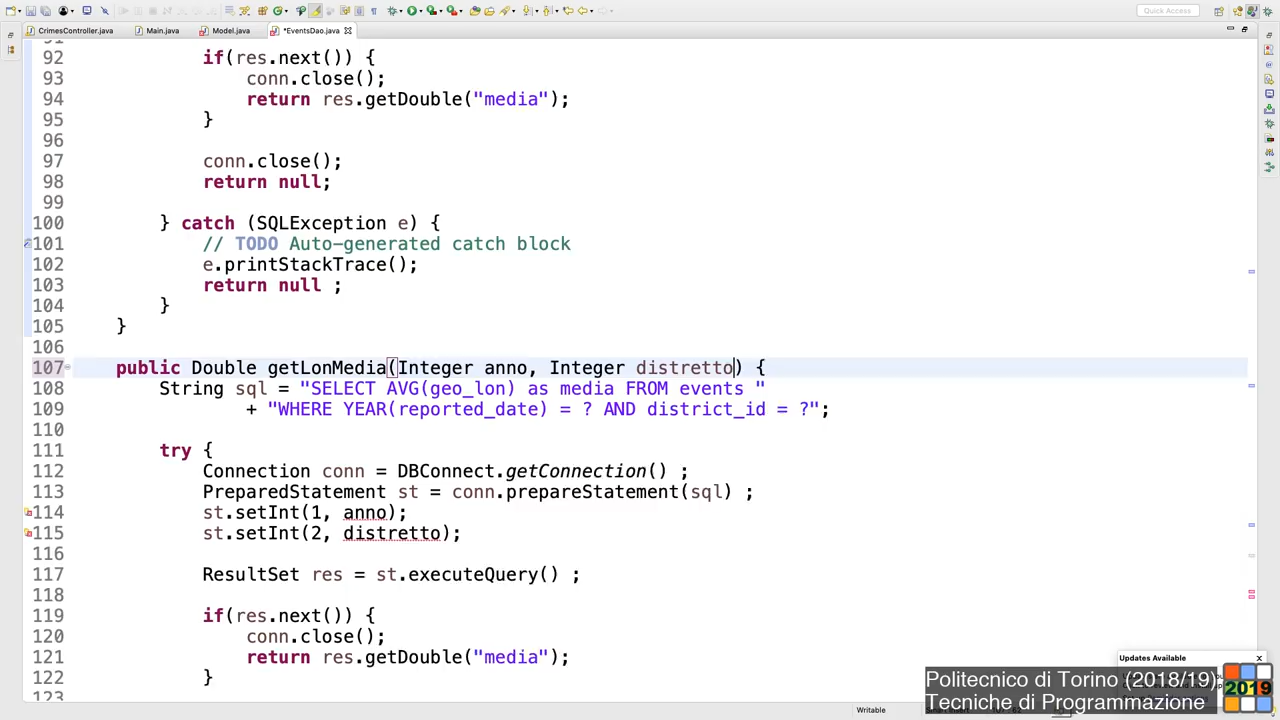 Quick Access
CrimesController.java
Main.java
Model.java
*EventsDao.java
92 if(res.next()) {
93 conn.close();
94 return res.getDouble("media");
95 }
96
97 conn.close();
98 return null;
99
100 } catch (SQLException e) {
101 // TODO Auto-generated catch block
102 e.printStackTrace();
103 return null ;
104 }
105 }
106
107 public Double getLonMedia(Integer anno, Integer distretto) {
108 String sql = "SELECT AVG(geo_lon) as media FROM events "
109 + "WHERE YEAR(reported_date) = ? AND district_id = ?";
110
111 try {
112 Connection conn = DBConnect.getConnection() ;
113 PreparedStatement st = conn.prepareStatement(sql) ;
114 st.setInt(1, anno);
115 st.setInt(2, distretto);
116
117 ResultSet res = st.executeQuery() ;
118
119 if(res.next()) {
120 conn.close();
121 return res.getDouble("media");
122 }
123
Updates Available
Politecnico di Torino (2018/19)
Tecniche di Programmazione
2019
Writable